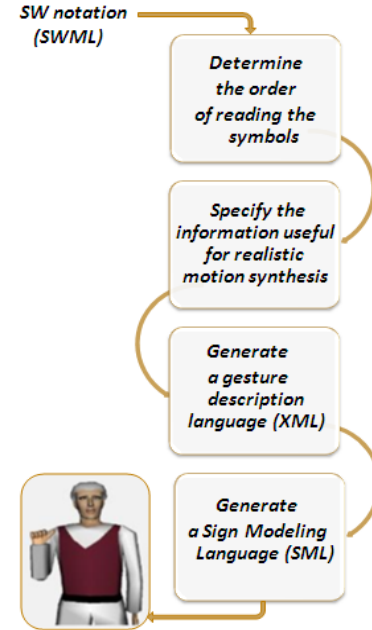 SW notation
(SWML)
Determine
the order
of reading the
symbols
Specify the
information useful
for realistic
motion synthesis
Generate
a gesture
description
language (XML)
Generate
a Sign Modeling
Language (SML)